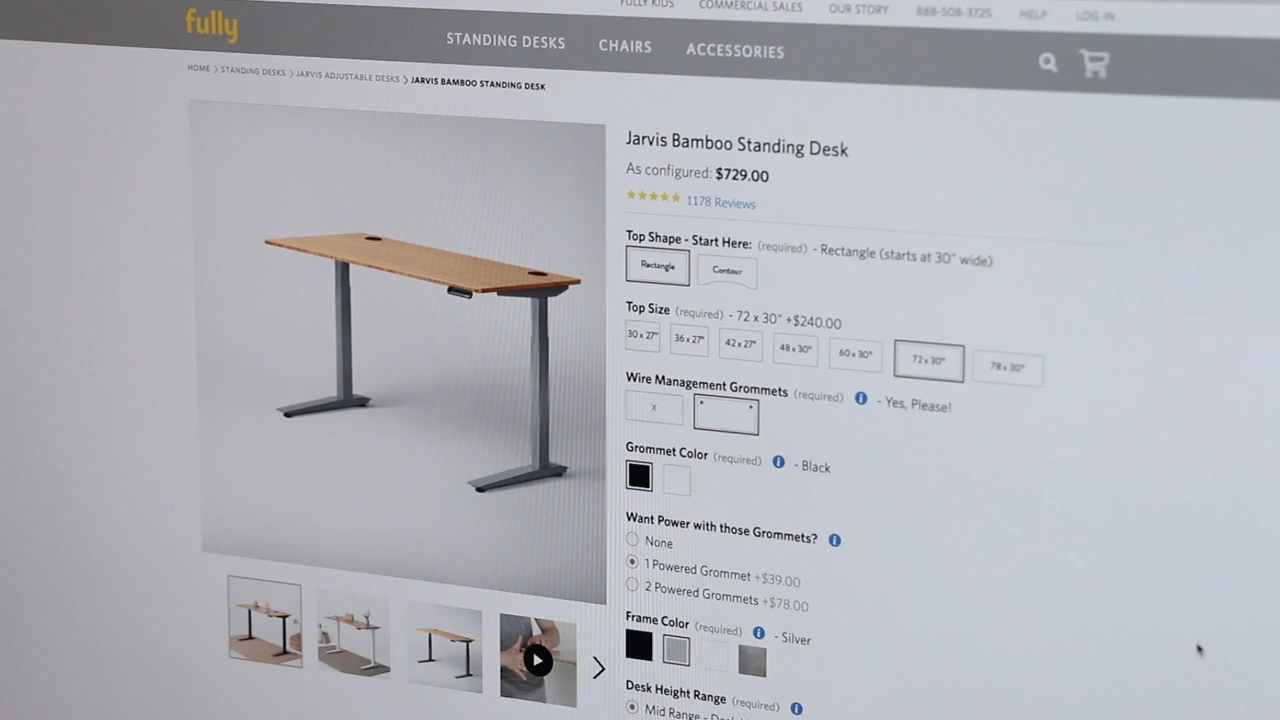 FULLY KIDS COMMERCIAL SALES OUR STORY 888-508-3725 HELP LOG IN
fully
STANDING DESKS CHAIRS ACCESSORIES
HOME > STANDING DESKS > JARVIS ADJUSTABLE DESKS > JARVIS BAMBOO STANDING DESK
Jarvis Bamboo Standing Desk
As configured: $729.00
1178 Reviews
Top Shape - Start Here: (required) - Rectangle (starts at 30" wide)
Rectangle Contour
Top Size (required) - 72 x 30" +$240.00
30 x 27" 36 x 27" 42 x 27" 48 x 30" 60 x 30" 72 x 30" 78 x 30"
Wire Management Grommets (required) i - Yes, Please!
X
Grommet Color (required) i - Black
Want Power with those Grommets? i
None
1 Powered Grommet +$39.00
2 Powered Grommets +$78.00
Frame Color (required) i - Silver
Desk Height Range (required) i
Mid Range -